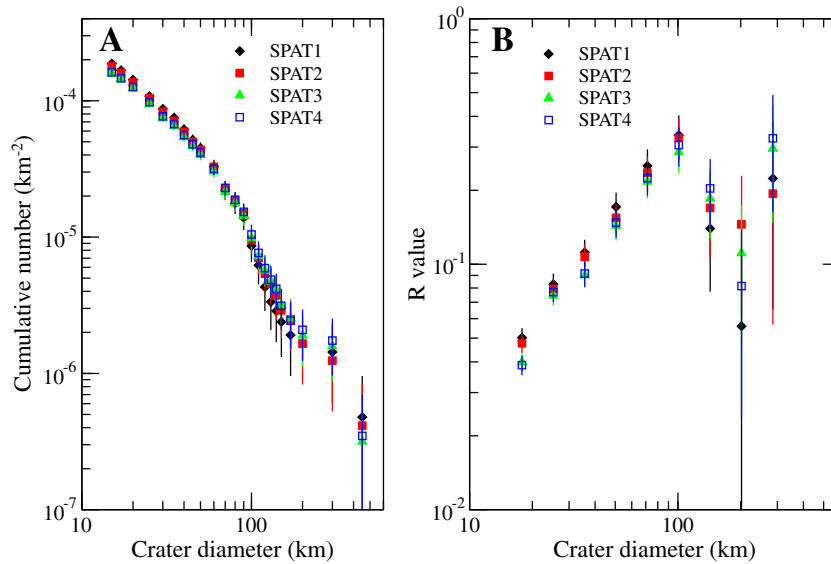 A
SPAT1
SPAT2
SPAT3
SPAT4
10^-4
10^-5
10^-6
10^-7
Cumulative number (km^-2)
10
100
Crater diameter (km)
B
SPAT1
SPAT2
SPAT3
SPAT4
10^0
10^-1
10^-2
R value
10
100
Crater diameter (km)